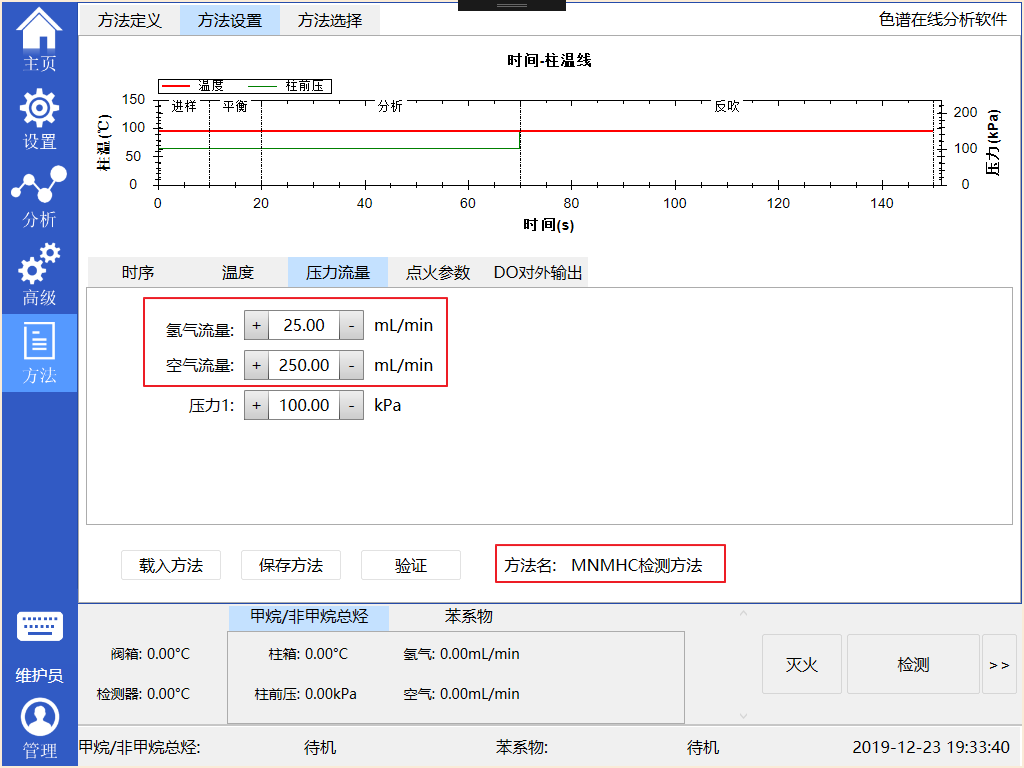 方法定义 方法设置 方法选择 色谱在线分析软件
主页
设置
分析
高级
方法
维护员
管理
时间-柱温线
温度 柱前压
进样 平衡 分析 反吹
柱温(℃)
150
100
50
0
200
100
0
压力(kPa)
0 20 40 60 80 100 120 140
时间(s)
时序 温度 压力流量 点火参数 DO对外输出
氢气流量: + 25.00 - mL/min
空气流量: + 250.00 - mL/min
压力1: + 100.00 - kPa
载入方法 保存方法 验证 方法名: MNMHC检测方法
甲烷/非甲烷总烃 苯系物
阀箱: 0.00°C 柱箱: 0.00°C 氢气: 0.00mL/min
检测器: 0.00°C 柱前压: 0.00kPa 空气: 0.00mL/min
灭火 检测 >>
甲烷/非甲烷总烃: 待机 苯系物: 待机 2019-12-23 19:33:40